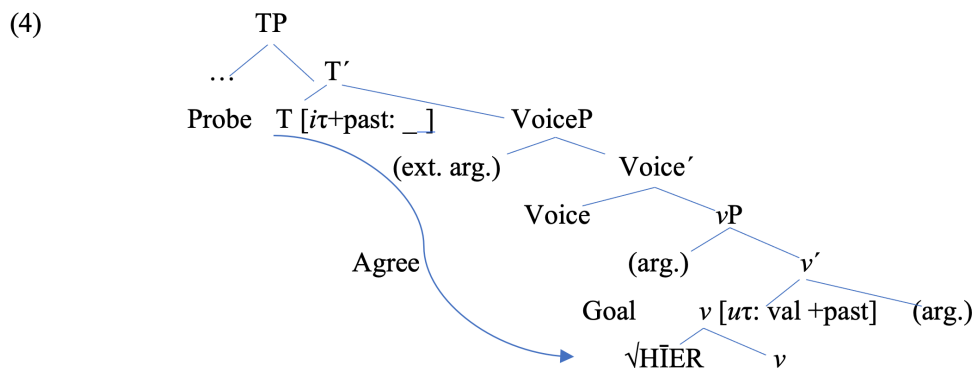 (4) TP
… T´
Probe T [iτ+past: __] VoiceP
(ext. arg.) Voice´
Voice vP
Agree (arg.) v´
Goal v [uτ: val +past] (arg.)
√HĪER v